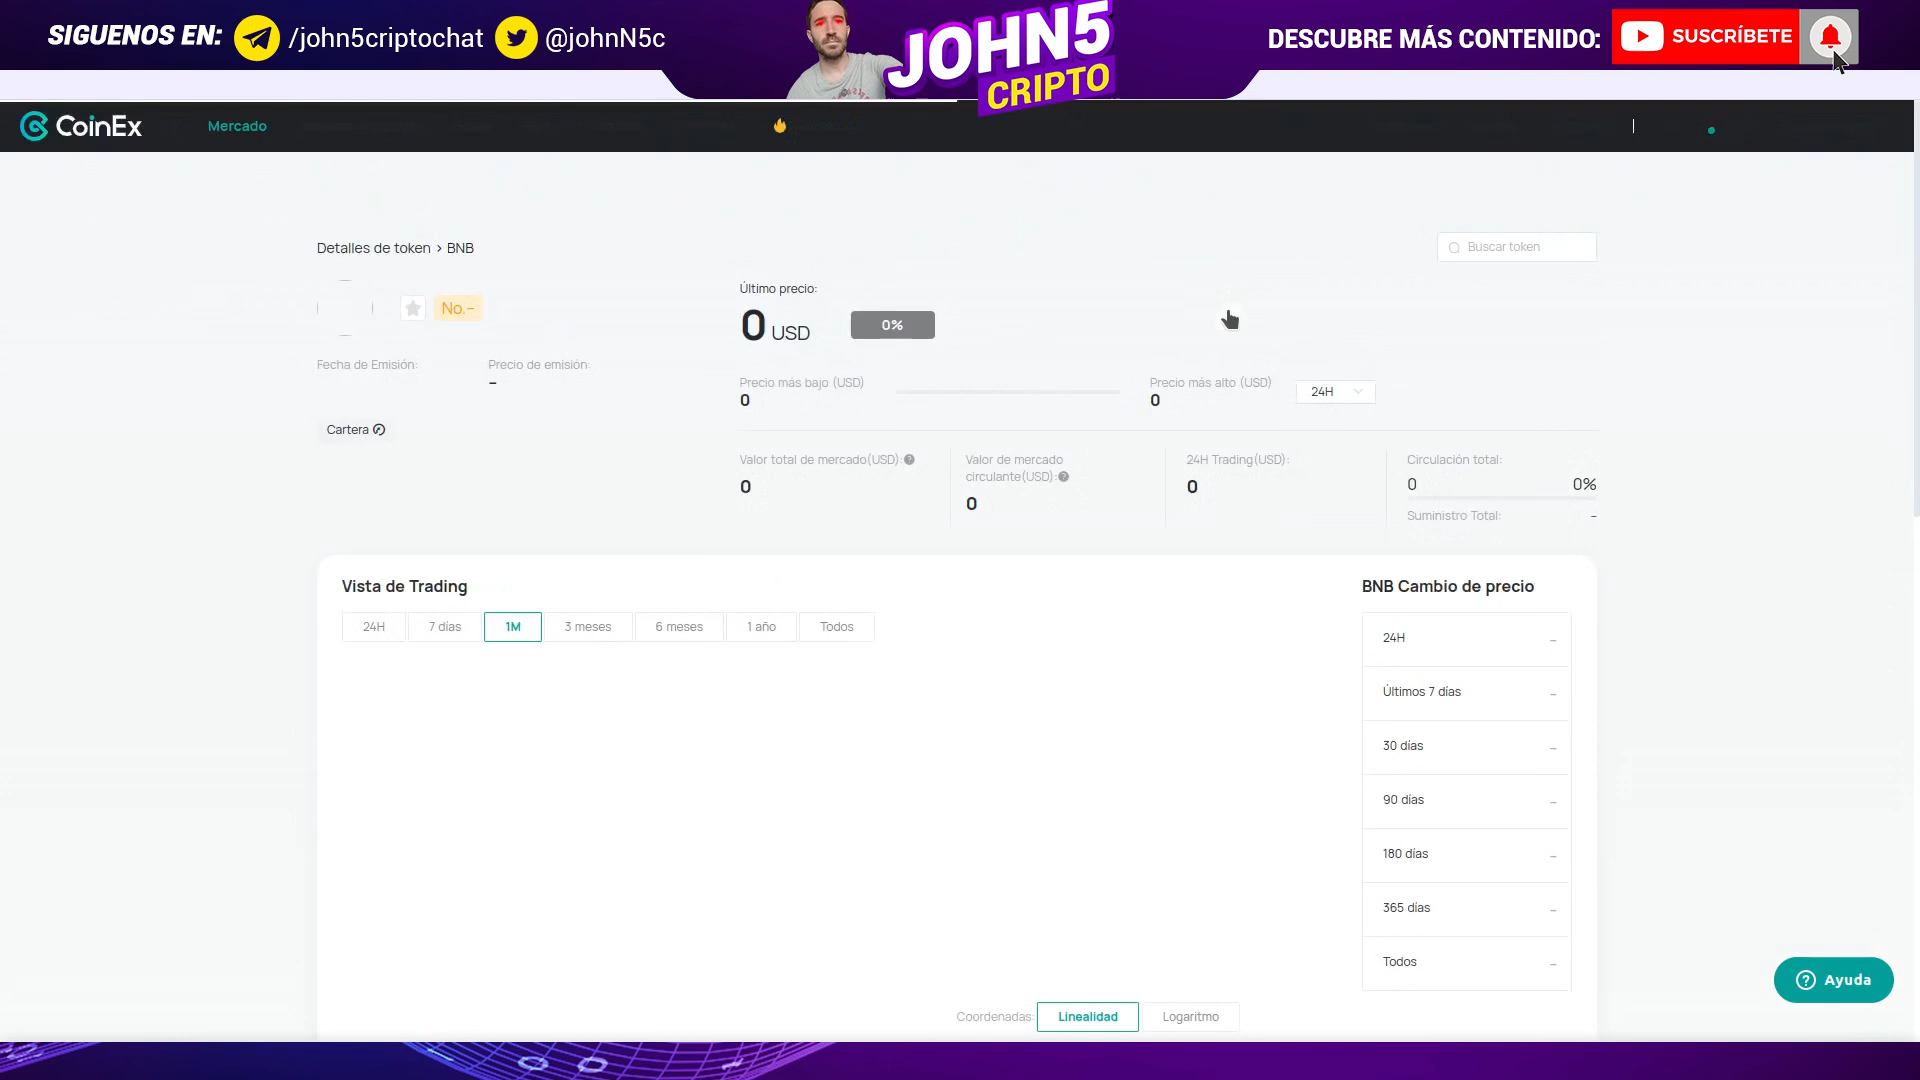 SIGUENOS EN: /john5criptochat @johnN5c
JOHN5
CRIPTO
DESCUBRE MÁS CONTENIDO: SUSCRÍBETE
CoinEx Mercado
Detalles de token > BNB
Buscar token
No.--
Último precio:
0 USD 0%
Fecha de Emisión: Precio de emisión:
--
Precio más bajo (USD)
0
Precio más alto (USD)
0
24H
Cartera
Valor total de mercado(USD):
0
Valor de mercado
circulante(USD):
0
24H Trading(USD):
0
Circulación total:
0 0%
Suministro Total: --
Vista de Trading
24H 7 días 1M 3 meses 6 meses 1 año Todos
BNB Cambio de precio
24H --
Últimos 7 días --
30 días --
90 días --
180 días --
365 días --
Todos --
Coordenadas: Linealidad Logaritmo
Ayuda